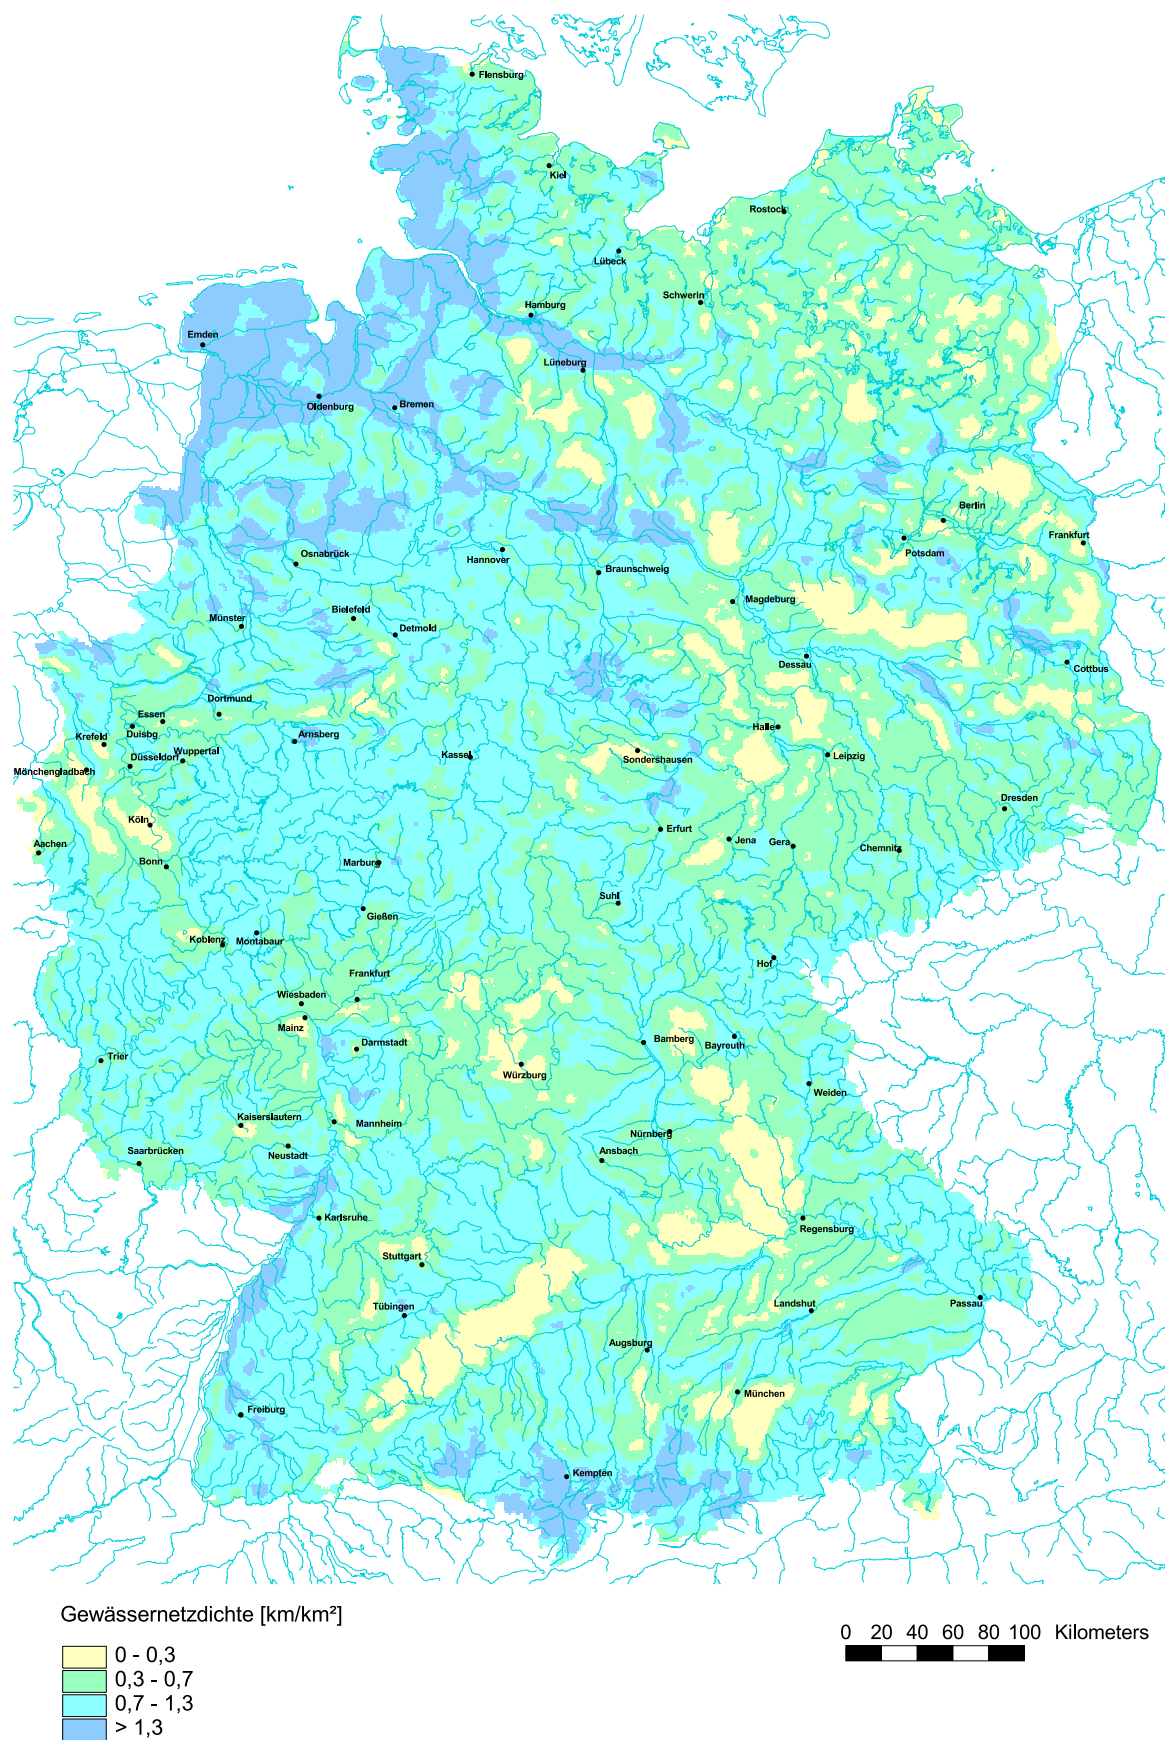 Flensburg
Kiel
Rostock
Lübeck
Schwerin
Hamburg
Emden
Lüneburg
Oldenburg
Bremen
Berlin
Frankfurt
Potsdam
Osnabrück
Hannover
Braunschweig
Magdeburg
Bielefeld
Münster
Detmold
Dessau
Cottbus
Dortmund
Essen
Duisbg
Arnsberg
Halle
Krefeld
Wuppertal
Düsseldorf
Kassel
Sondershausen
Leipzig
Mönchengladbach
Dresden
Köln
Erfurt
Aachen
Jena
Gera
Chemnitz
Bonn
Marburg
Suhl
Gießen
Koblenz
Montabaur
Hof
Frankfurt
Wiesbaden
Mainz
Darmstadt
Bamberg
Bayreuth
Trier
Würzburg
Weiden
Kaiserslautern
Mannheim
Nürnberg
Saarbrücken
Neustadt
Ansbach
Karlsruhe
Regensburg
Stuttgart
Tübingen
Landshut
Passau
Augsburg
München
Freiburg
Kempten
Gewässernetzdichte [km/km²]
0 - 0,3
0,3 - 0,7
0,7 - 1,3
> 1,3
0 20 40 60 80 100 Kilometers